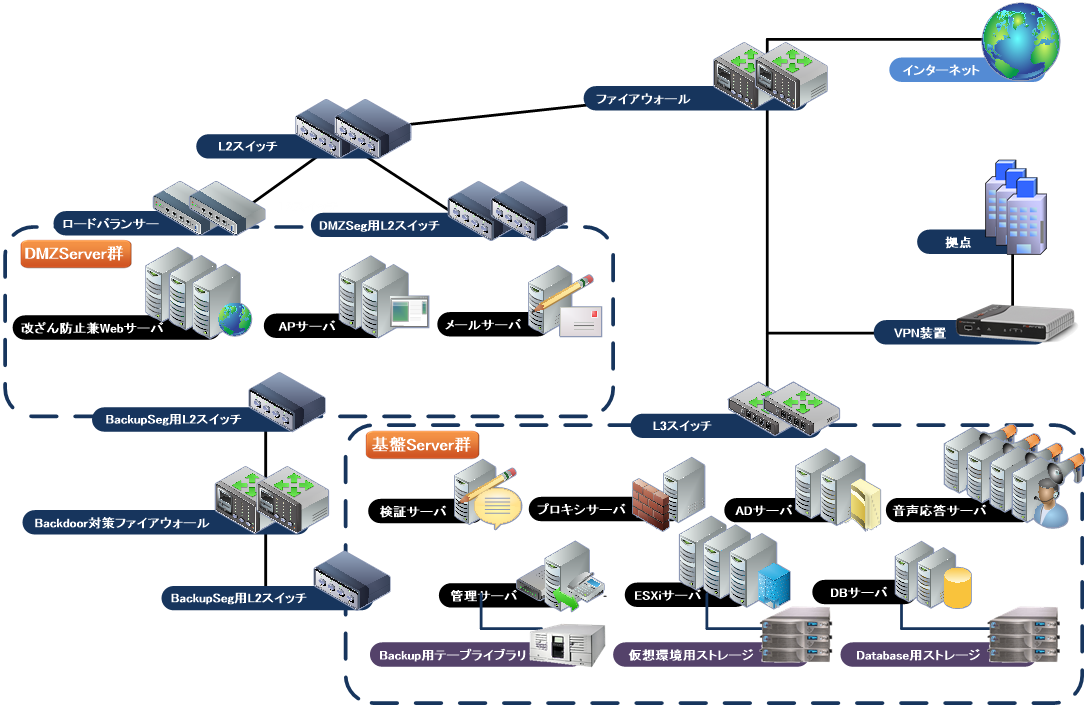 インターネット
ファイアウォール
L2スイッチ
ロードバランサー
DMZSeg用L2スイッチ
拠点
DMZServer群
改ざん防止兼Webサーバ
APサーバ
メールサーバ
VPN装置
BackupSeg用L2スイッチ
L3スイッチ
基盤Server群
検証サーバ
プロキシサーバ
ADサーバ
音声応答サーバ
Backdoor対策ファイアウォール
BackupSeg用L2スイッチ
管理サーバ
ESXiサーバ
DBサーバ
Backup用テープライブラリ
仮想環境用ストレージ
Database用ストレージ